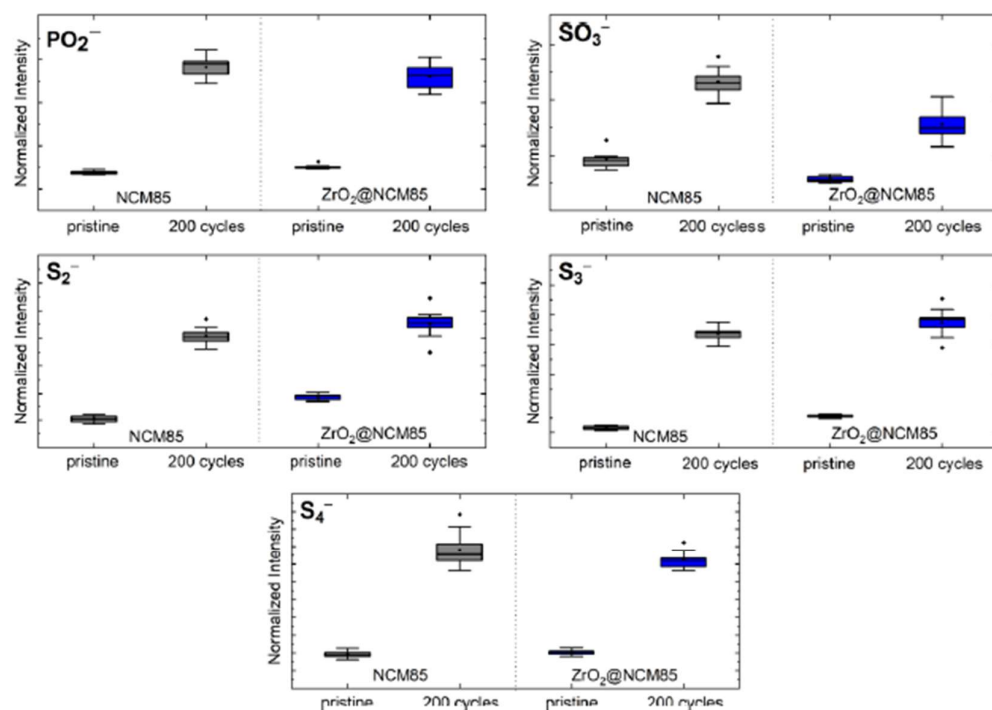 PO₂⁻
Normalized Intensity
NCM85
ZrO₂@NCM85
pristine
200 cycles
pristine
200 cycles
SO₃⁻
Normalized Intensity
NCM85
ZrO₂@NCM85
pristine
200 cycless
pristine
200 cycles
S₂⁻
Normalized Intensity
NCM85
ZrO₂@NCM85
pristine
200 cycles
pristine
200 cycles
S₃⁻
Normalized Intensity
NCM85
ZrO₂@NCM85
pristine
200 cycles
pristine
200 cycles
S₄⁻
Normalized Intensity
NCM85
ZrO₂@NCM85
pristine
200 cycles
pristine
200 cycles